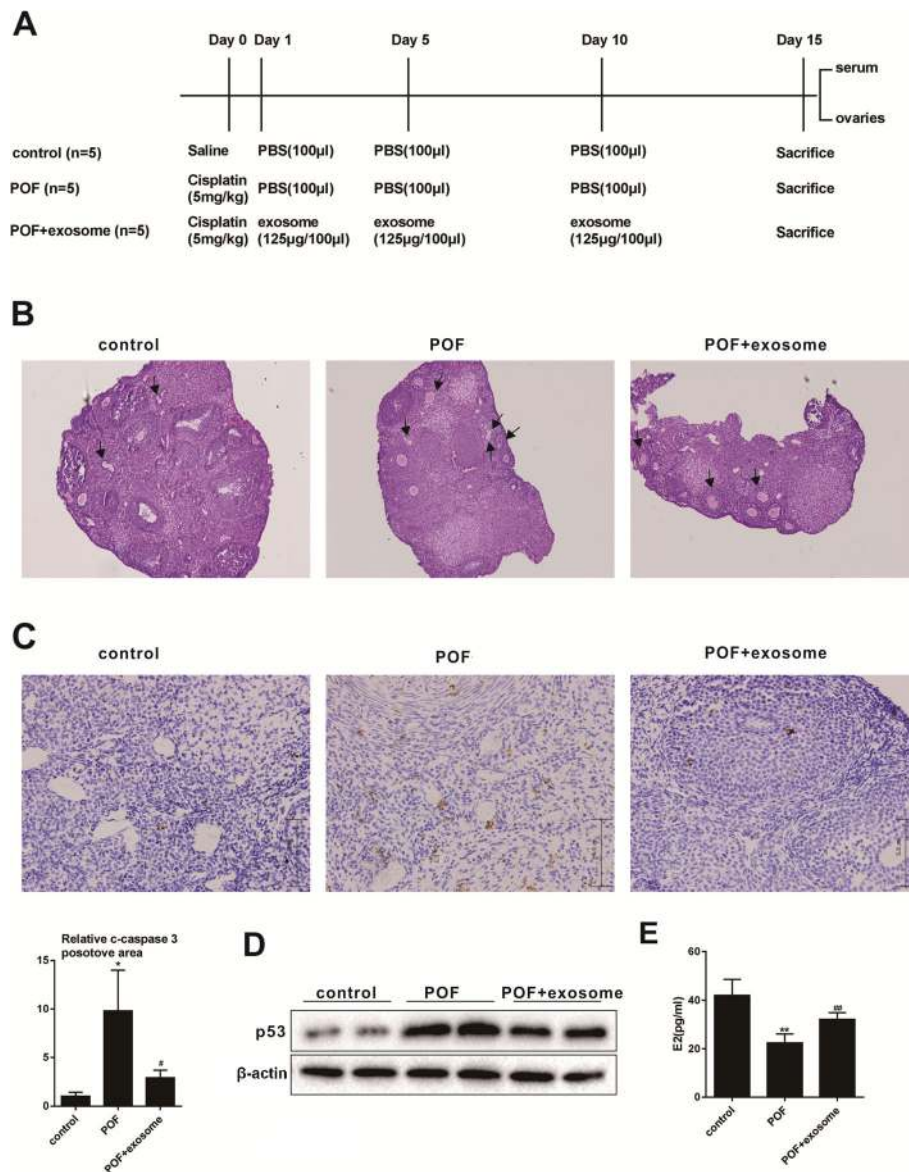 A
Day 0
Day 1
Day 5
Day 10
Day 15
serum
ovaries
control (n=5)
Saline
PBS(100μl)
PBS(100μl)
PBS(100μl)
Sacrifice
POF (n=5)
Cisplatin
(5mg/kg)
PBS(100μl)
PBS(100μl)
PBS(100μl)
Sacrifice
POF+exosome (n=5)
Cisplatin
(5mg/kg)
exosome
(125μg/100μl)
exosome
(125μg/100μl)
exosome
(125μg/100μl)
Sacrifice
B
control
POF
POF+exosome
C
control
POF
POF+exosome
Relative c-caspase 3
posotove area
15
10
5
0
*
#
control
POF
POF+exosome
D
control
POF
POF+exosome
p53
β-actin
E
E2(pg/ml)
60
40
20
0
**
##
control
POF
POF+exosome